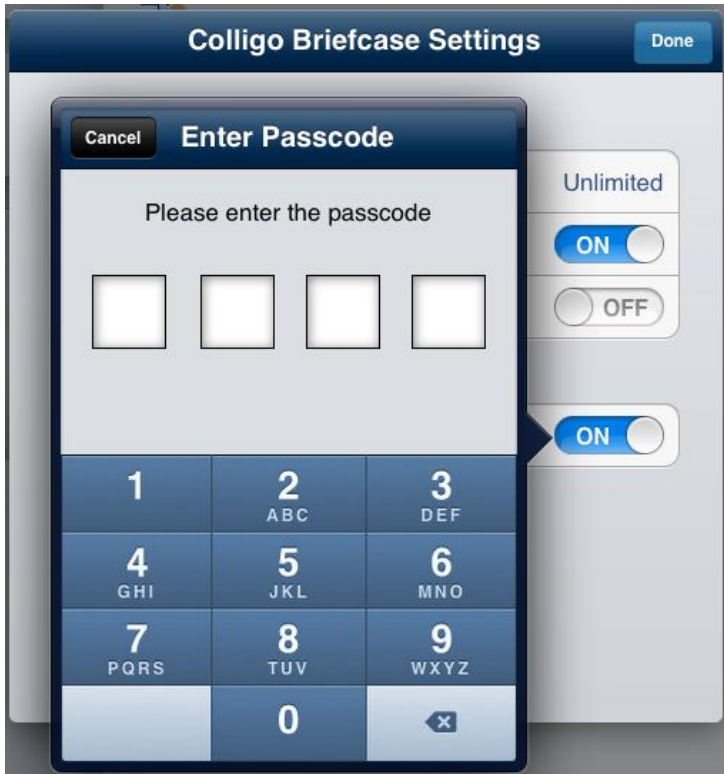 Colligo Briefcase Settings
Done
Cancel
Enter Passcode
Please enter the passcode
Unlimited
ON
OFF
ON
1
2
ABC
3
DEF
4
GHI
5
JKL
6
MNO
7
PQRS
8
TUV
9
WXYZ
0